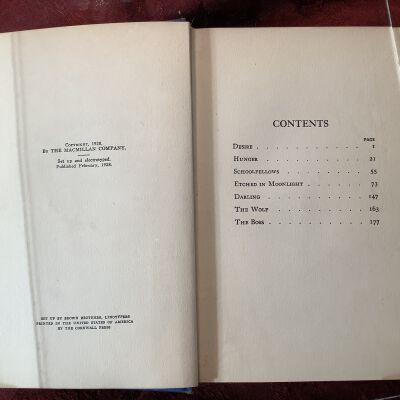 Copyright, 1928,
By THE MACMILLAN COMPANY.
Set up and electrotyped.
Published February, 1928.
SET UP BY BROWN BROTHERS, LINOTYPERS
PRINTED IN THE UNITED STATES OF AMERICA
BY THE CORNWALL PRESS
CONTENTS
PAGE
Desire . . . . . . . . . . . 1
Hunger . . . . . . . . . . . 21
Schoolfellows . . . . . . . . 55
Etched in Moonlight . . . . . . 73
Darling . . . . . . . . . . . 147
The Wolf . . . . . . . . . . 163
The Boss . . . . . . . . . . 177